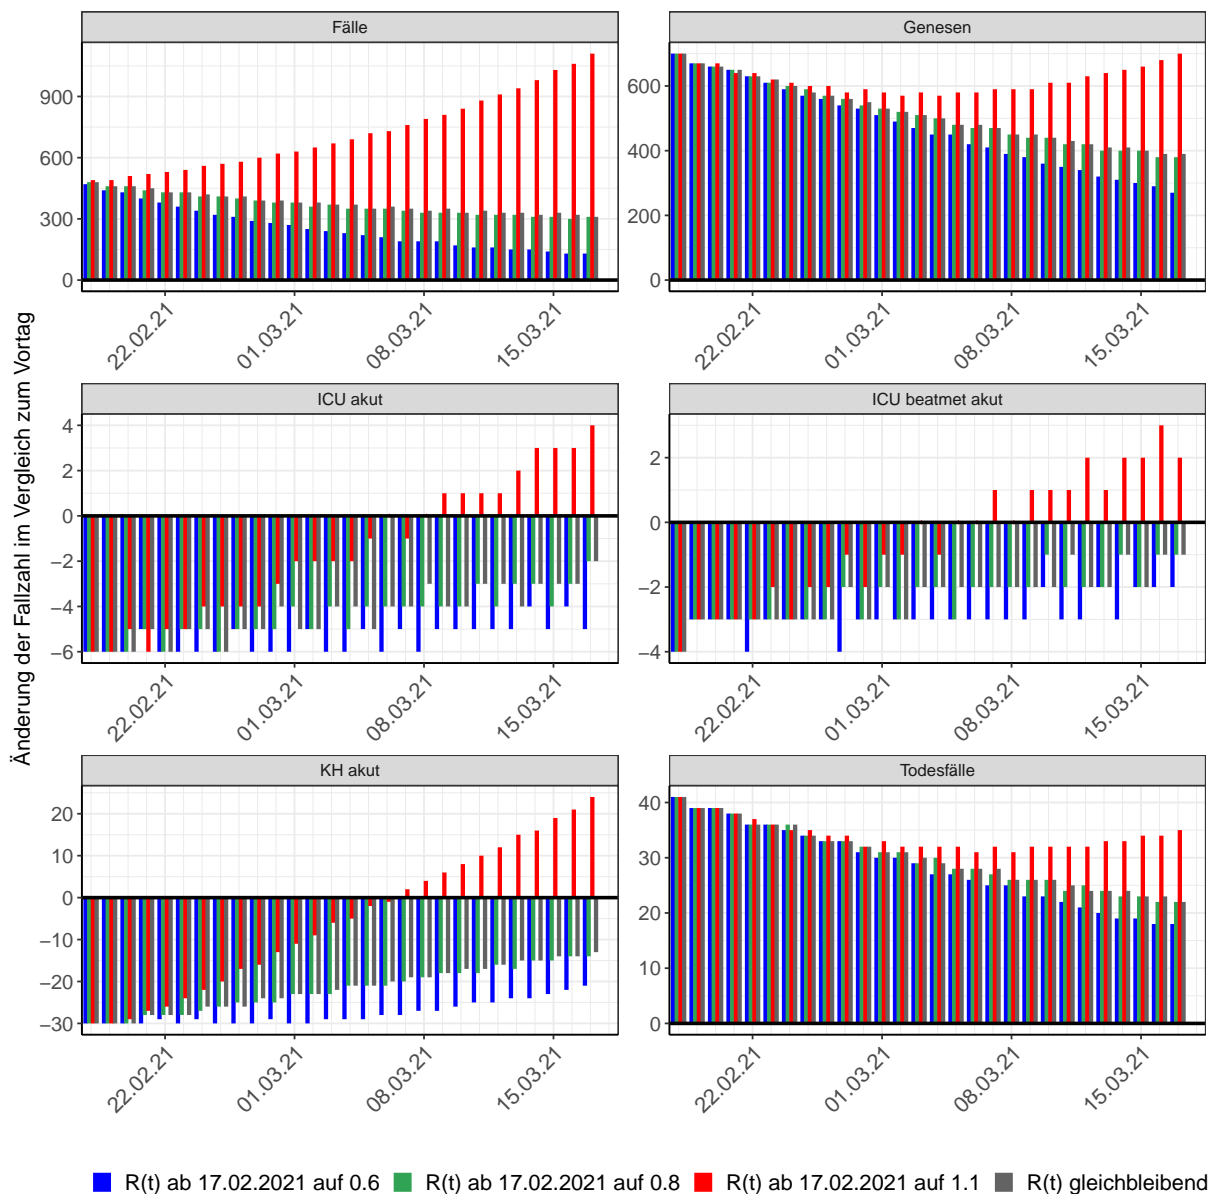 Änderung der Fallzahl im Vergleich zum Vortag
Fälle
900
600
300
0
22.02.21 01.03.21 08.03.21 15.03.21
Genesen
600
400
200
0
22.02.21 01.03.21 08.03.21 15.03.21
ICU akut
4
2
0
−2
−4
−6
22.02.21 01.03.21 08.03.21 15.03.21
ICU beatmet akut
2
0
−2
−4
22.02.21 01.03.21 08.03.21 15.03.21
KH akut
20
10
0
−10
−20
−30
22.02.21 01.03.21 08.03.21 15.03.21
Todesfälle
40
30
20
10
0
22.02.21 01.03.21 08.03.21 15.03.21
R(t) ab 17.02.2021 auf 0.6 R(t) ab 17.02.2021 auf 0.8 R(t) ab 17.02.2021 auf 1.1 R(t) gleichbleibend